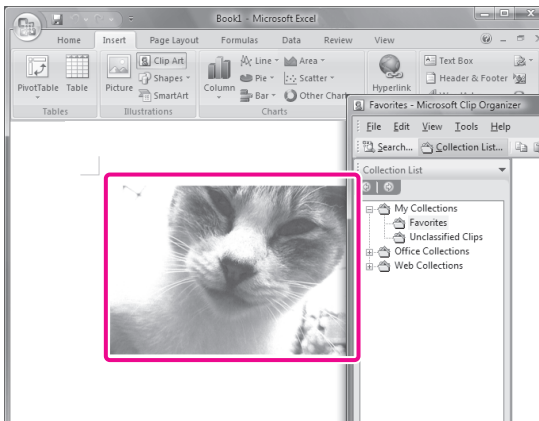 Book1 - Microsoft Excel
Home Insert Page Layout Formulas Data Review View
PivotTable Table Picture Clip Art Shapes SmartArt Column Line Pie Bar Area Scatter Other Charts Hyperlink Text Box Header & Footer
Tables Illustrations Charts
Favorites - Microsoft Clip Organizer
File Edit View Tools Help
Search... Collection List...
Collection List
My Collections
Favorites
Unclassified Clips
Office Collections
Web Collections